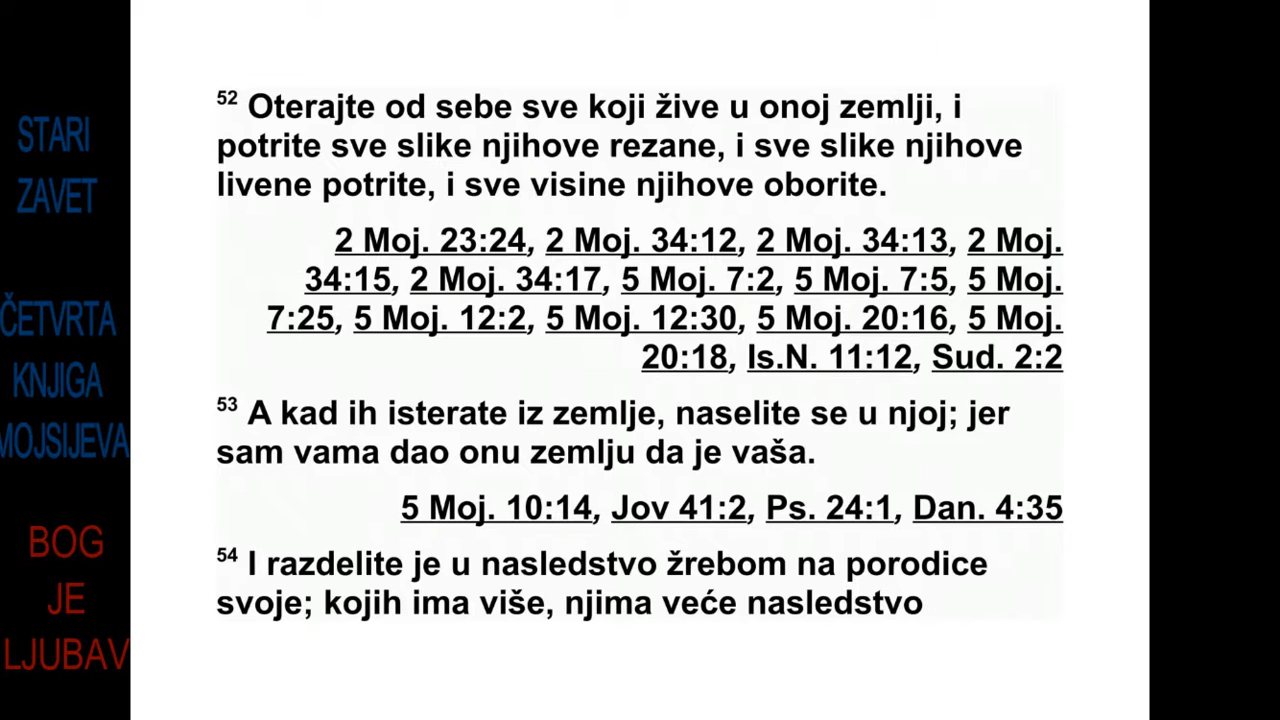 STARI
ZAVET
ČETVRTA
KNJIGA
MOJSIJEVA
BOG
JE
LJUBAV
52 Oterajte od sebe sve koji žive u onoj zemlji, i
potrite sve slike njihove rezane, i sve slike njihove
livene potrite, i sve visine njihove oborite.
2 Moj. 23:24, 2 Moj. 34:12, 2 Moj. 34:13, 2 Moj.
34:15, 2 Moj. 34:17, 5 Moj. 7:2, 5 Moj. 7:5, 5 Moj.
7:25, 5 Moj. 12:2, 5 Moj. 12:30, 5 Moj. 20:16, 5 Moj.
20:18, Is.N. 11:12, Sud. 2:2
53 A kad ih isterate iz zemlje, naselite se u njoj; jer
sam vama dao onu zemlju da je vaša.
5 Moj. 10:14, Jov 41:2, Ps. 24:1, Dan. 4:35
54 I razdelite je u nasledstvo žrebom na porodice
svoje; kojih ima više, njima veće nasledstvo